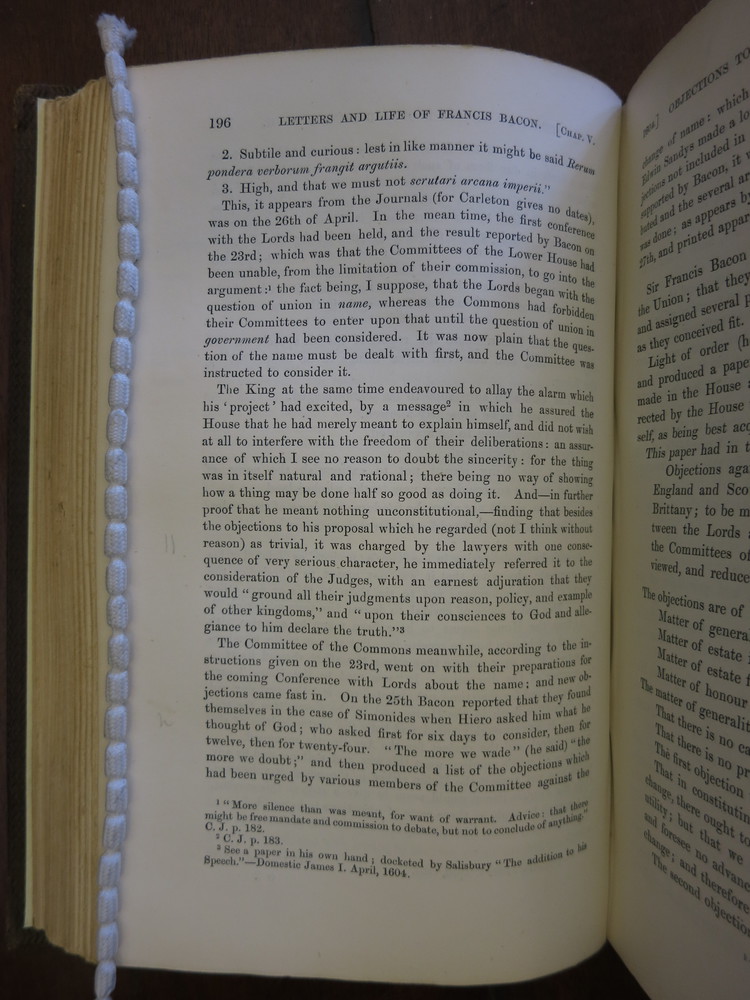 196 LETTERS AND LIFE OF FRANCIS BACON. [CHAP. V.
2. Subtile and curious: lest in like manner it might be said Rerum
pondera verborum frangit argutiis.
3. High, and that we must not scrutari arcana imperii."
This, it appears from the Journals (for Carleton gives no dates),
was on the 26th of April. In the mean time, the first conference
with the Lords had been held, and the result reported by Bacon on
the 23rd; which was that the Committees of the Lower House had
been unable, from the limitation of their commission, to go into the
argument:¹ the fact being, I suppose, that the Lords began with the
question of union in name, whereas the Commons had forbidden
their Committees to enter upon that until the question of union in
government had been considered. It was now plain that the ques-
tion of the name must be dealt with first, and the Committee was
instructed to consider it.
The King at the same time endeavoured to allay the alarm which
his 'project' had excited, by a message² in which he assured the
House that he had merely meant to explain himself, and did not wish
at all to interfere with the freedom of their deliberations: an assur-
ance of which I see no reason to doubt the sincerity: for the thing
was in itself natural and rational; there being no way of showing
how a thing may be done half so good as doing it. And—in further
proof that he meant nothing unconstitutional,—finding that besides
the objections to his proposal which he regarded (not I think without
reason) as trivial, it was charged by the lawyers with one conse-
quence of very serious character, he immediately referred it to the
consideration of the Judges, with an earnest adjuration that they
would "ground all their judgments upon reason, policy, and example
of other kingdoms," and "upon their consciences to God and alle-
giance to him declare the truth."³
The Committee of the Commons meanwhile, according to the in-
structions given on the 23rd, went on with their preparations for
the coming Conference with Lords about the name; and new ob-
jections came fast in. On the 25th Bacon reported that they found
themselves in the case of Simonides when Hiero asked him what he
thought of God; who asked first for six days to consider, then for
twelve, then for twenty-four. "The more we wade" (he said) "the
more we doubt;" and then produced a list of the objections which
had been urged by various members of the Committee against the
¹ "More silence than was meant, for want of warrant. Advice: that there
might be free mandate and commission to debate, but not to conclude of anything."
C. J. p. 182.
² C. J. p. 183.
³ See a paper in his own hand; docketed by Salisbury "The addition to his
Speech."—Domestic James I. April, 1604.
1604.] OBJECTIONS TO
change of name: which
Edwin Sandys made a
not included in
supported by Bacon, it
and the several
was done; as appears by
27th, and printed
Sir Francis Bacon
the Union; that they
and assigned several
as they conceived fit.
Light of order
and produced a
made in the House
by the House
self, as being best
This paper had in
Objections
England and
Brittany; to be
tween the Lords
the Committees of
viewed, and
The objections are of
Matter of
Matter of estate
Matter of estate
Matter of honour
The matter of
That there is no
That there is no
The first objection
That in
change, there ought to
utility; but that we
and foresee no
change; and therefore
The second